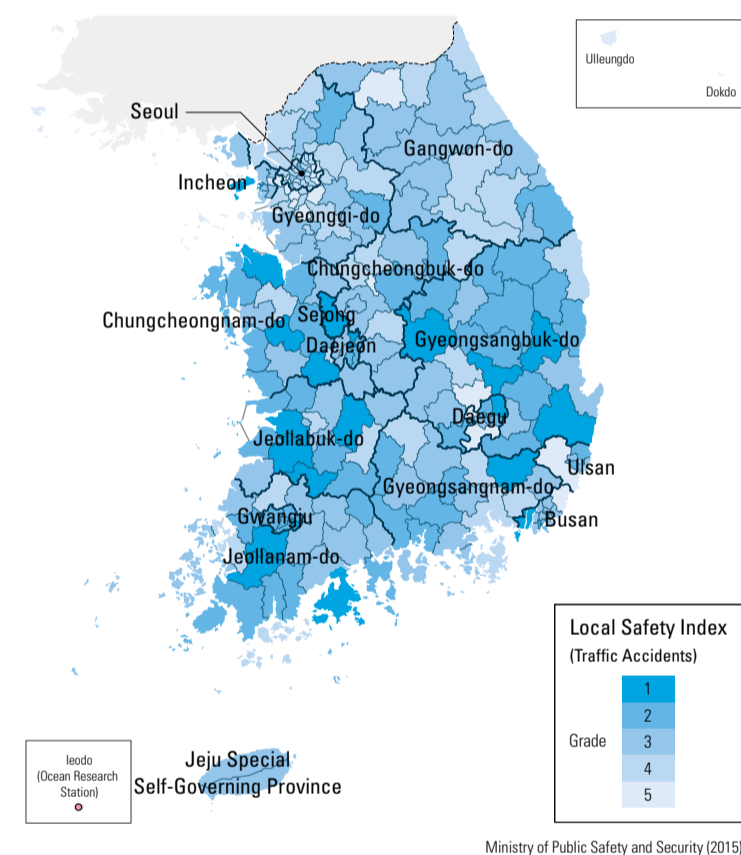 Ulleungdo
Dokdo
Seoul
Gangwon-do
Incheon
Gyeonggi-do
Chungcheongbuk-do
Chungcheongnam-do
Sejong
Daejeon
Gyeongsangbuk-do
Daegu
Jeollabuk-do
Ulsan
Gyeongsangnam-do
Gwangju
Busan
Jeollanam-do
Local Safety Index
(Traffic Accidents)
Grade
1
2
3
4
5
Ieodo
(Ocean Research
Station)
Jeju Special
Self-Governing Province
Ministry of Public Safety and Security (2015)